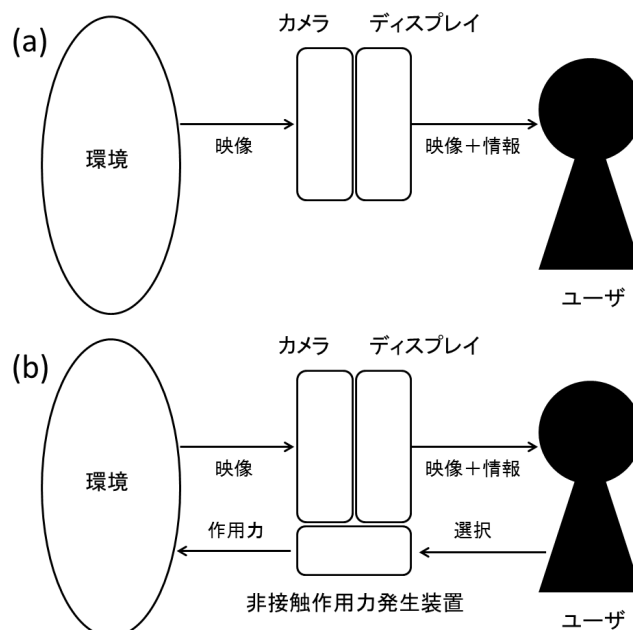 (a)
カメラ
ディスプレイ
環境
映像
映像＋情報
ユーザ
(b)
カメラ
ディスプレイ
環境
映像
映像＋情報
作用力
選択
非接触作用力発生装置
ユーザ